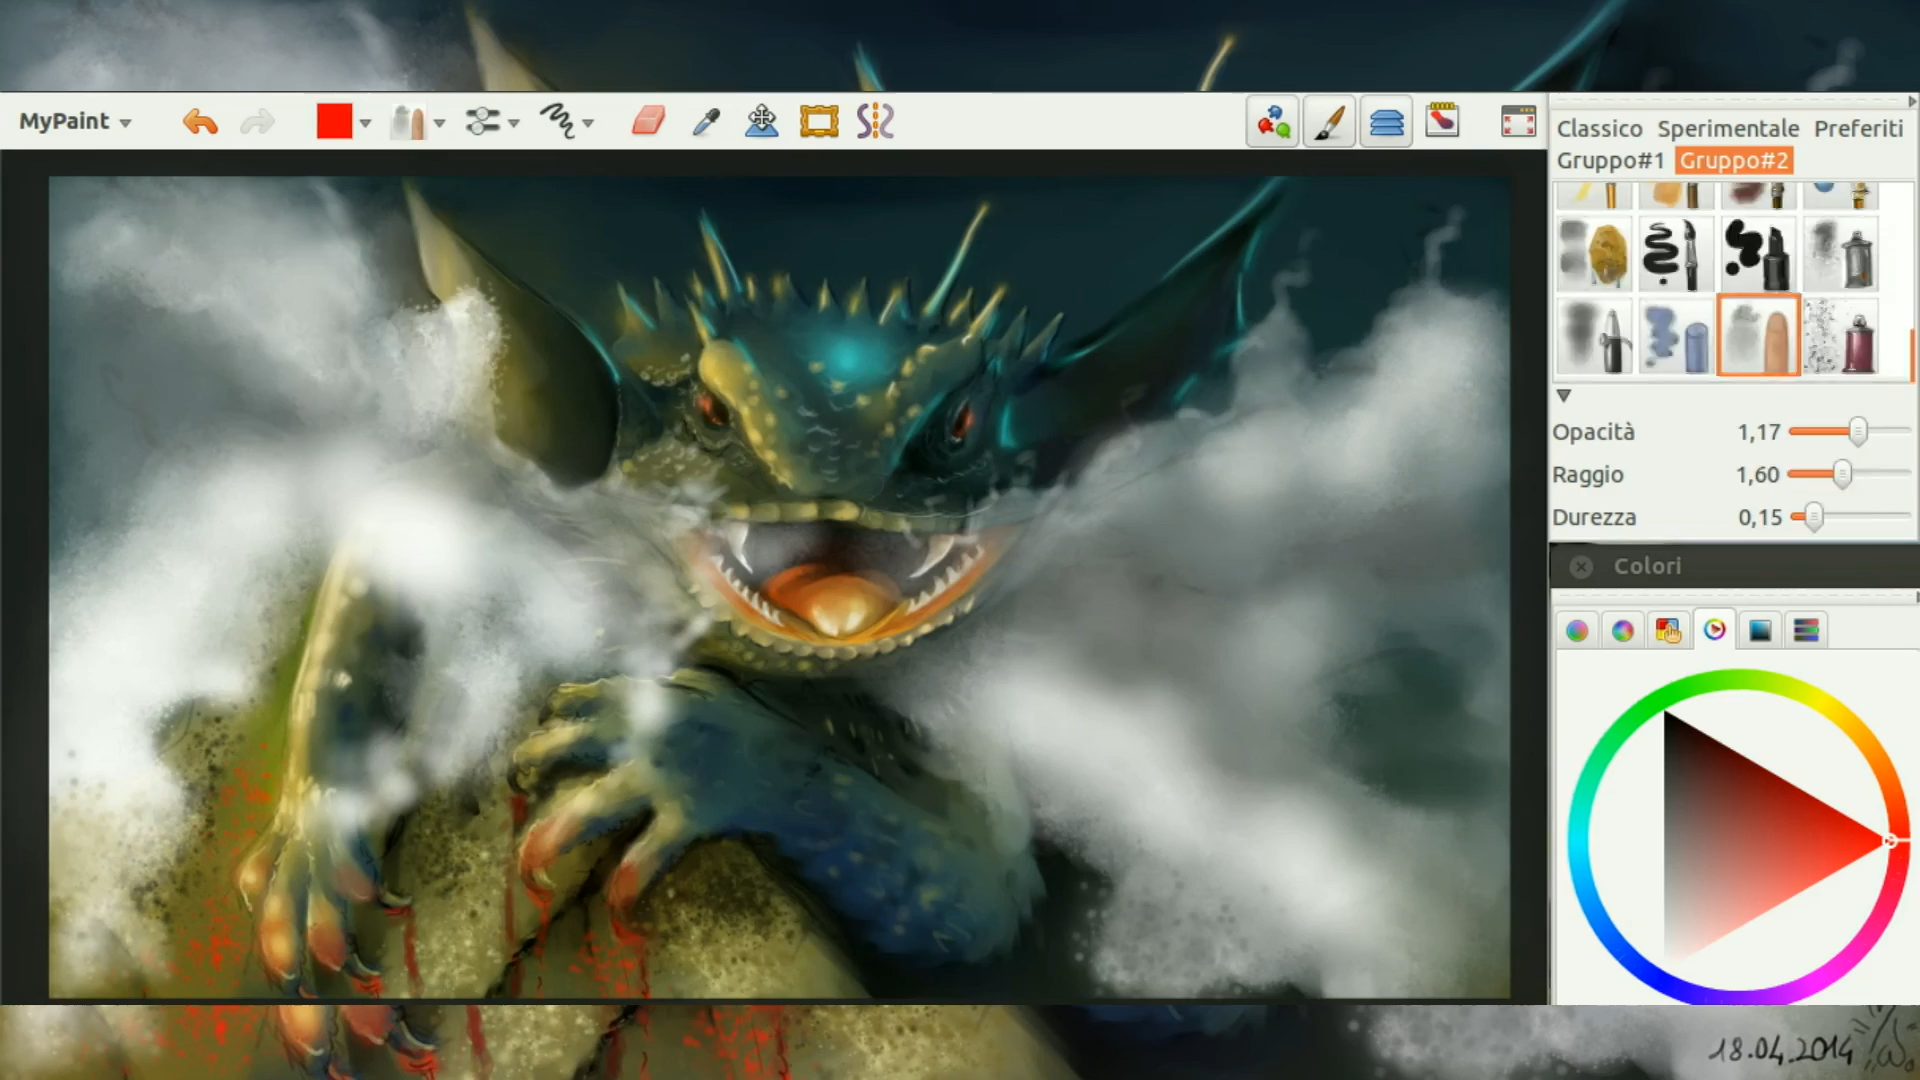 MyPaint
Classico Sperimentale Preferiti
Gruppo#1 Gruppo#2
Opacità 1,17
Raggio 1,60
Durezza 0,15
Colori
18.04.2014